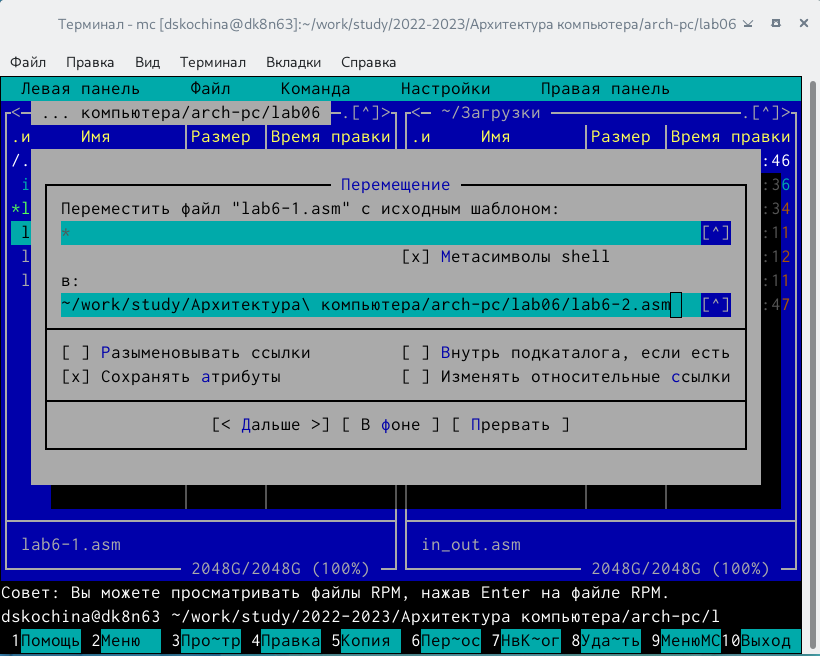 Терминал - mc [dskochina@dk8n63]:~/work/study/2022-2023/Архитектура компьютера/arch-pc/lab06
Файл Правка Вид Терминал Вкладки Справка
Левая панель Файл Команда Настройки Правая панель
<— ... компьютера/arch-pc/lab06 —.[^]> <— ~/Загрузки —.[^]>
.и Имя Размер Время правки .и Имя Размер Время правки
/. :46
Перемещение
i :36
*l Переместить файл "lab6-1.asm" с исходным шаблоном: :34
l * [^] :11
l [x] Метасимволы shell :12
l в: :11
~/work/study/Архитектура\ компьютера/arch-pc/lab06/lab6-2.asm [^] :47
[ ] Разыменовывать ссылки [ ] Внутрь подкаталога, если есть
[x] Сохранять атрибуты [ ] Изменять относительные ссылки
[< Дальше >] [ В фоне ] [ Прервать ]
lab6-1.asm in_out.asm
2048G/2048G (100%) 2048G/2048G (100%)
Совет: Вы можете просматривать файлы RPM, нажав Enter на файле RPM.
dskochina@dk8n63 ~/work/study/2022-2023/Архитектура компьютера/arch-pc/l
1Помощь 2Меню 3Про~тр 4Правка 5Копия 6Пер~ос 7НвК~ог 8Уда~ть 9МенюМС 10Выход